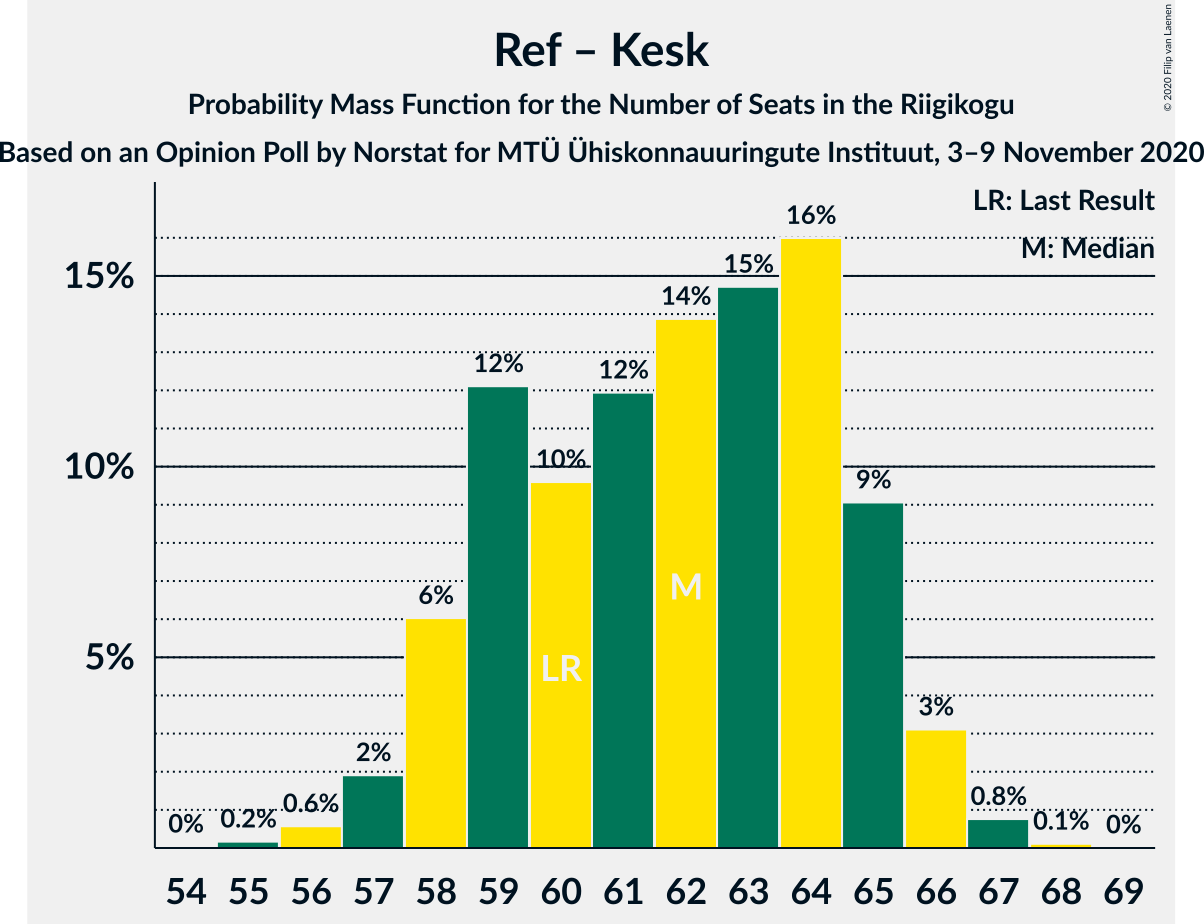 Ref – Kesk
Probability Mass Function for the Number of Seats in the Riigikogu
Based on an Opinion Poll by Norstat for MTÜ Ühiskonnauuringute Instituut, 3–9 November 2020
© 2020 Filip van Laenen
LR: Last Result
M: Median
15%
10%
5%
0% 0.2% 0.6% 2% 6% 12% 10% 12% 14% 15% 16% 9% 3% 0.8% 0.1% 0%
LR
M
54 55 56 57 58 59 60 61 62 63 64 65 66 67 68 69